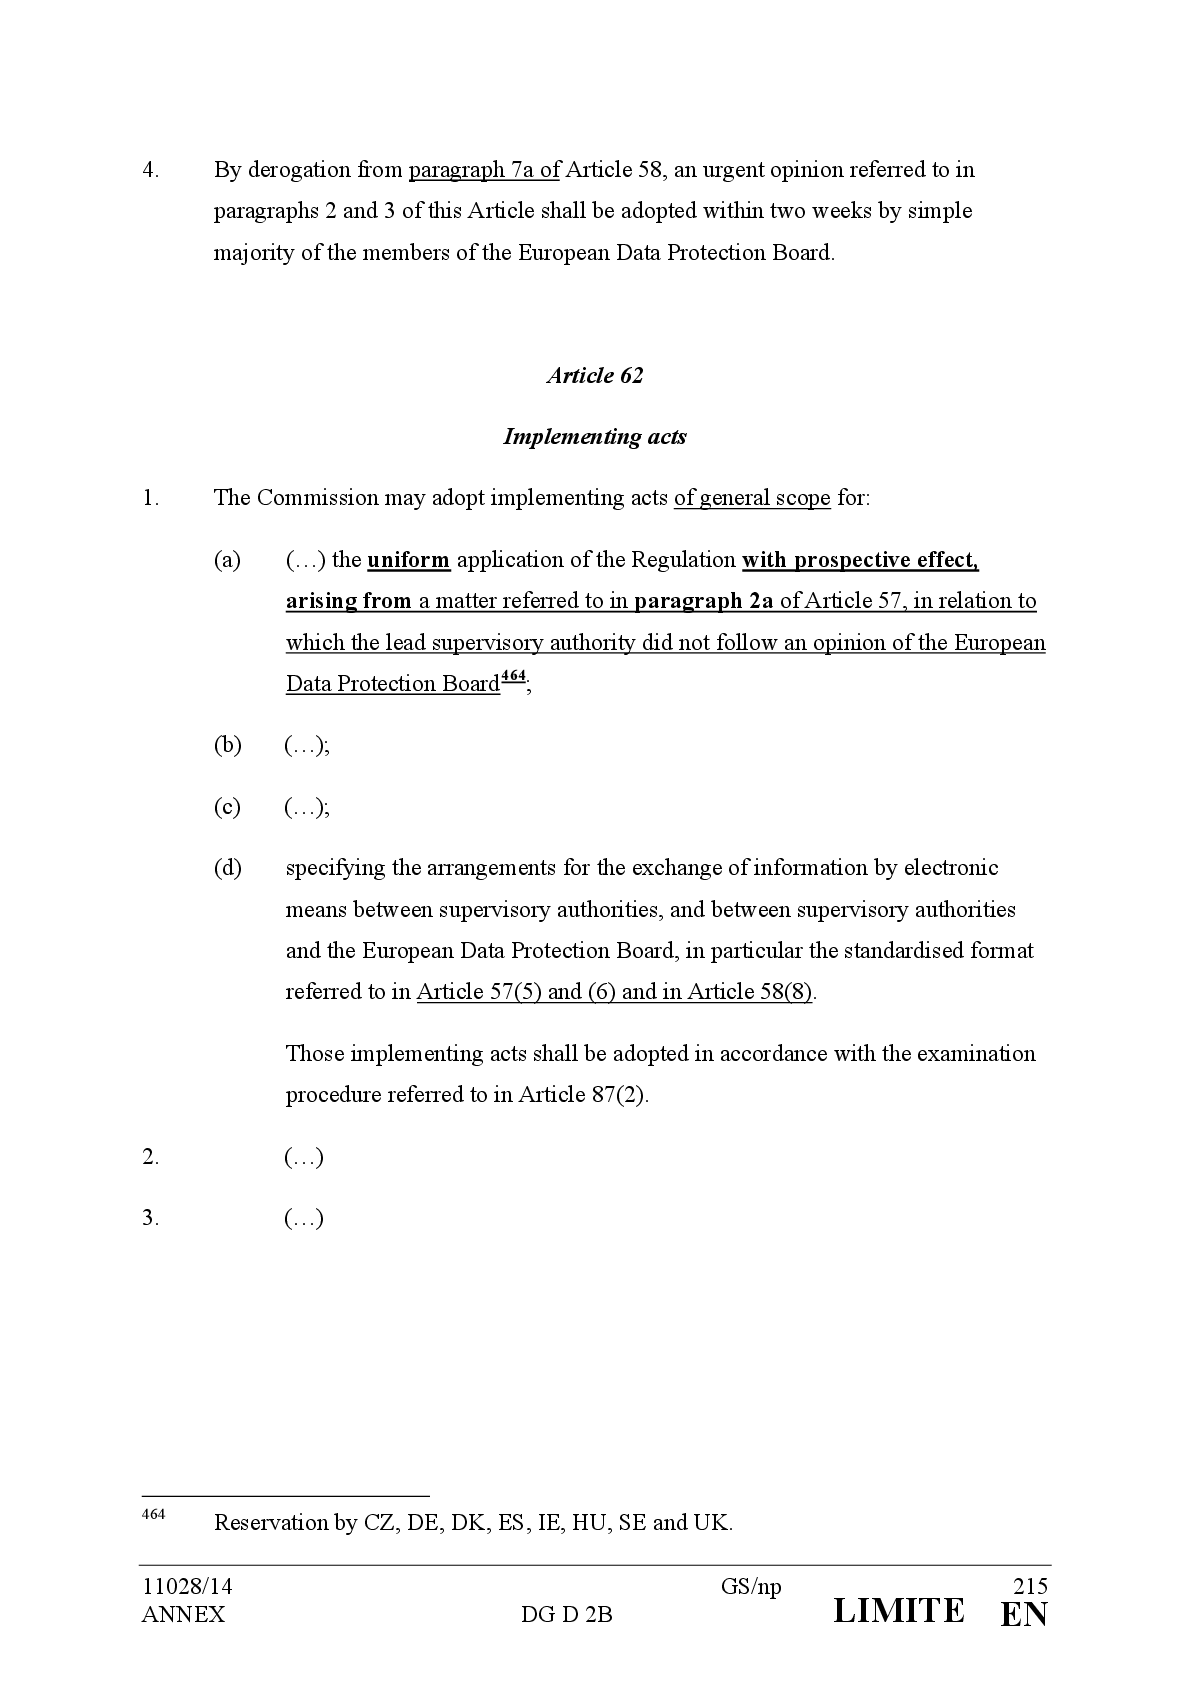 4. By derogation from paragraph 7a of Article 58, an urgent opinion referred to in
paragraphs 2 and 3 of this Article shall be adopted within two weeks by simple
majority of the members of the European Data Protection Board.
Article 62
Implementing acts
1. The Commission may adopt implementing acts of general scope for:
(a) (…) the uniform application of the Regulation with prospective effect,
arising from a matter referred to in paragraph 2a of Article 57, in relation to
which the lead supervisory authority did not follow an opinion of the European
Data Protection Board464;
(b) (…);
(c) (…);
(d) specifying the arrangements for the exchange of information by electronic
means between supervisory authorities, and between supervisory authorities
and the European Data Protection Board, in particular the standardised format
referred to in Article 57(5) and (6) and in Article 58(8).
Those implementing acts shall be adopted in accordance with the examination
procedure referred to in Article 87(2).
2. (…)
3. (…)
464 Reservation by CZ, DE, DK, ES, IE, HU, SE and UK.
11028/14 GS/np 215
ANNEX DG D 2B LIMITE EN